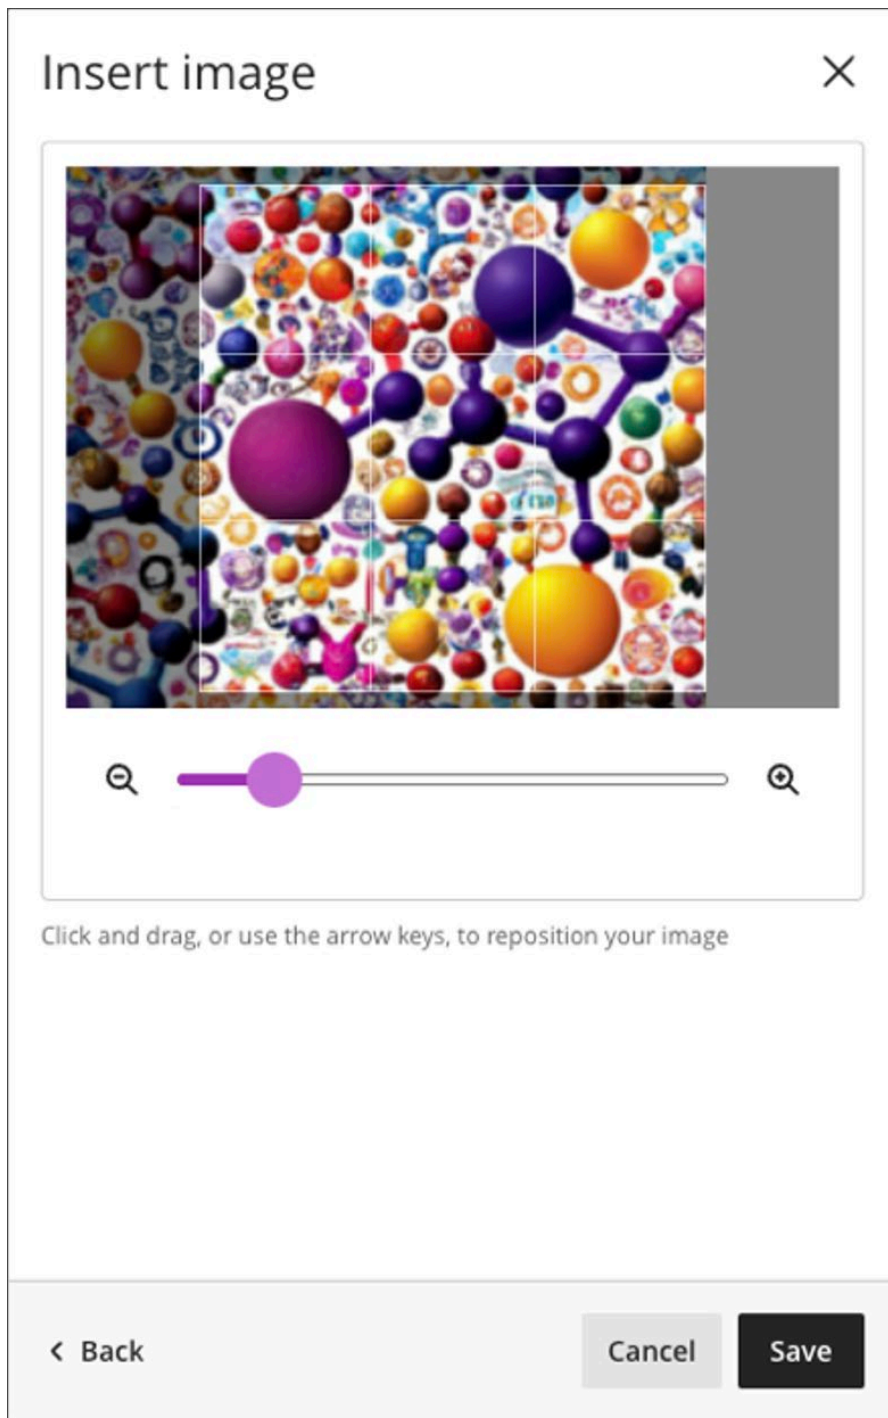 Insert image
Click and drag, or use the arrow keys, to reposition your image
Back
Cancel
Save